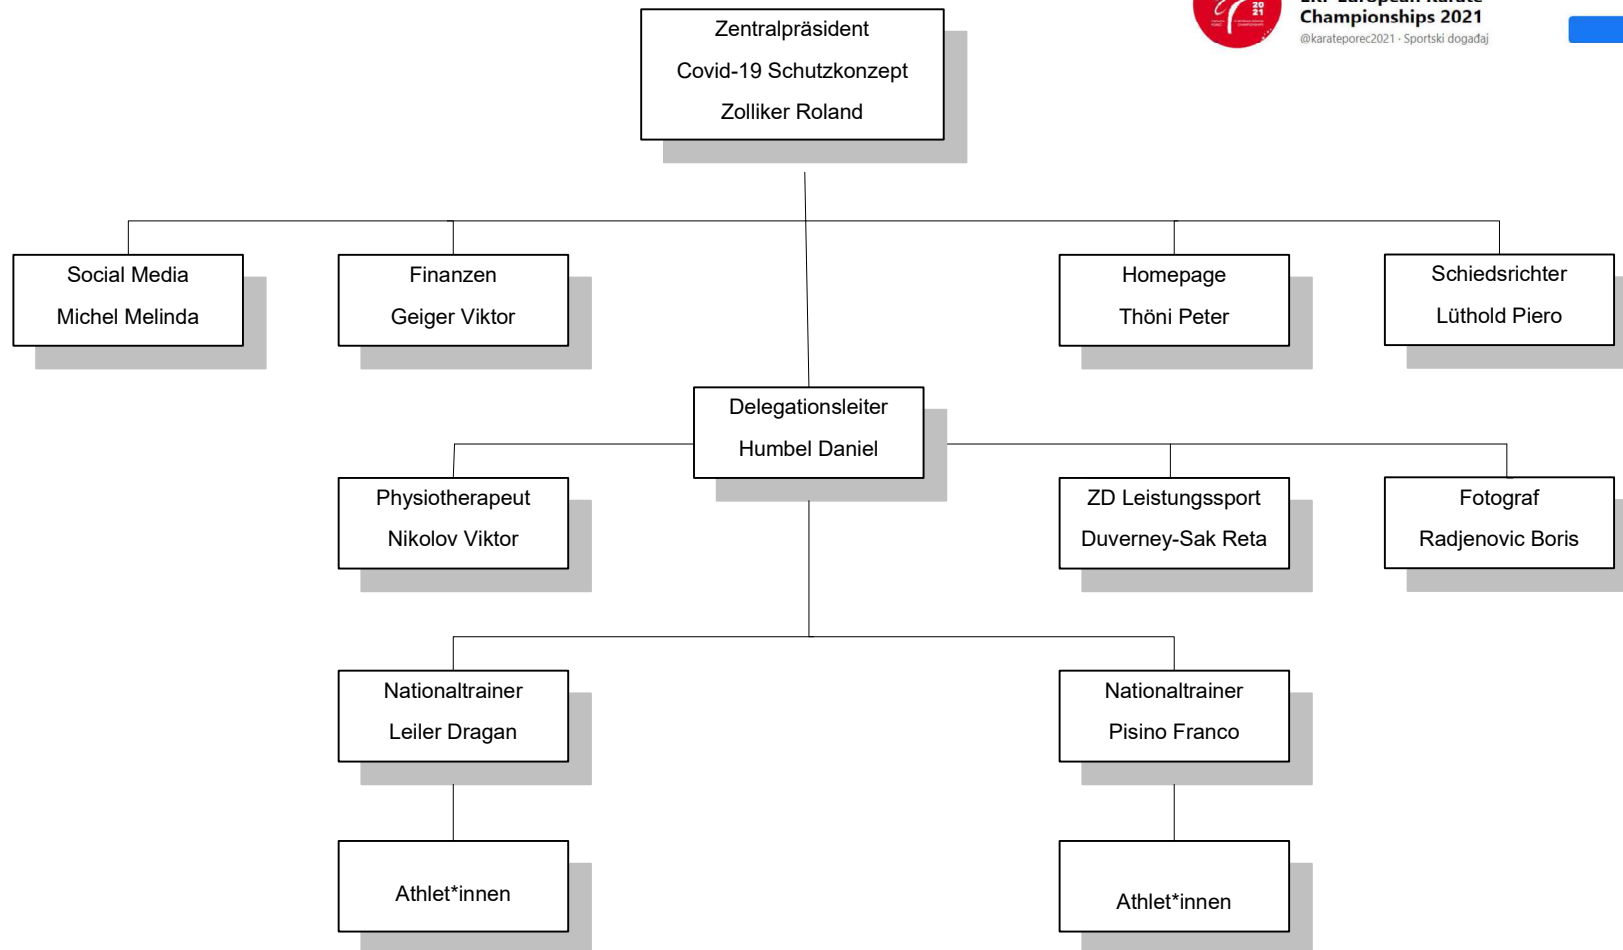 Championships 2021
@karateporec2021 · Sportski događaj
20
21
Zentralpräsident
Covid-19 Schutzkonzept
Zolliker Roland
Social Media
Michel Melinda
Finanzen
Geiger Viktor
Homepage
Thöni Peter
Schiedsrichter
Lüthold Piero
Delegationsleiter
Humbel Daniel
Physiotherapeut
Nikolov Viktor
ZD Leistungssport
Duverney-Sak Reta
Fotograf
Radjenovic Boris
Nationaltrainer
Leiler Dragan
Nationaltrainer
Pisino Franco
Athlet*innen
Athlet*innen